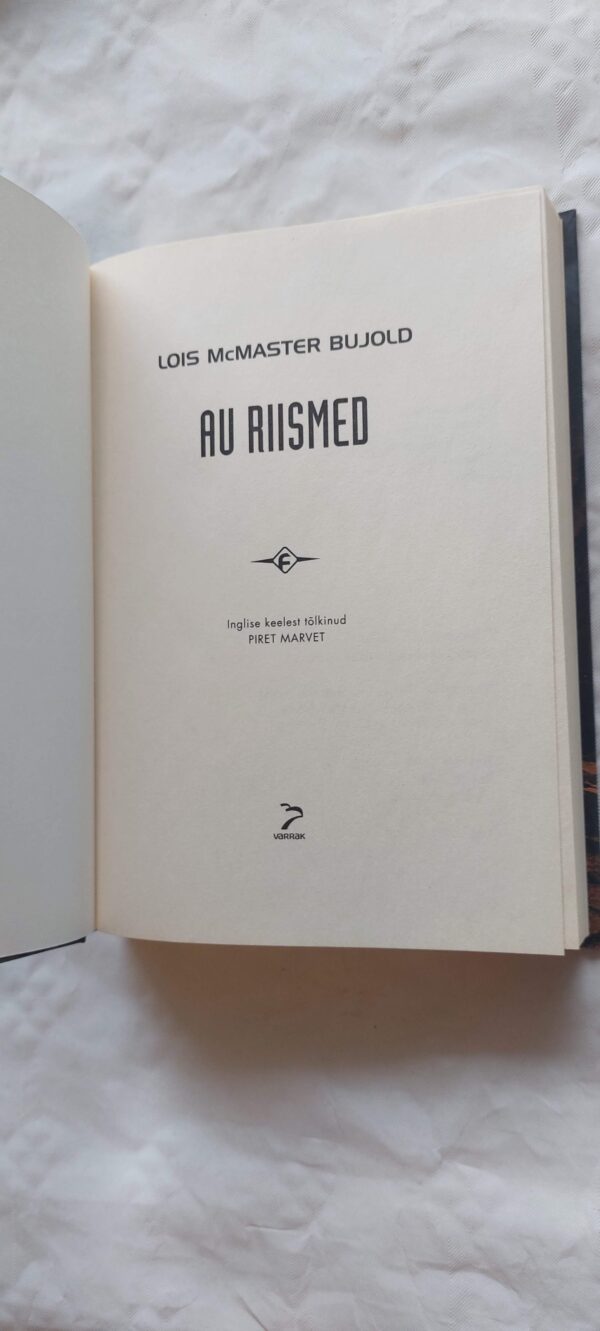 LOIS McMASTER BUJOLD
AU RIISMED
F
Inglise keelest tõlkinud
PIRET MARVET
VARRAK